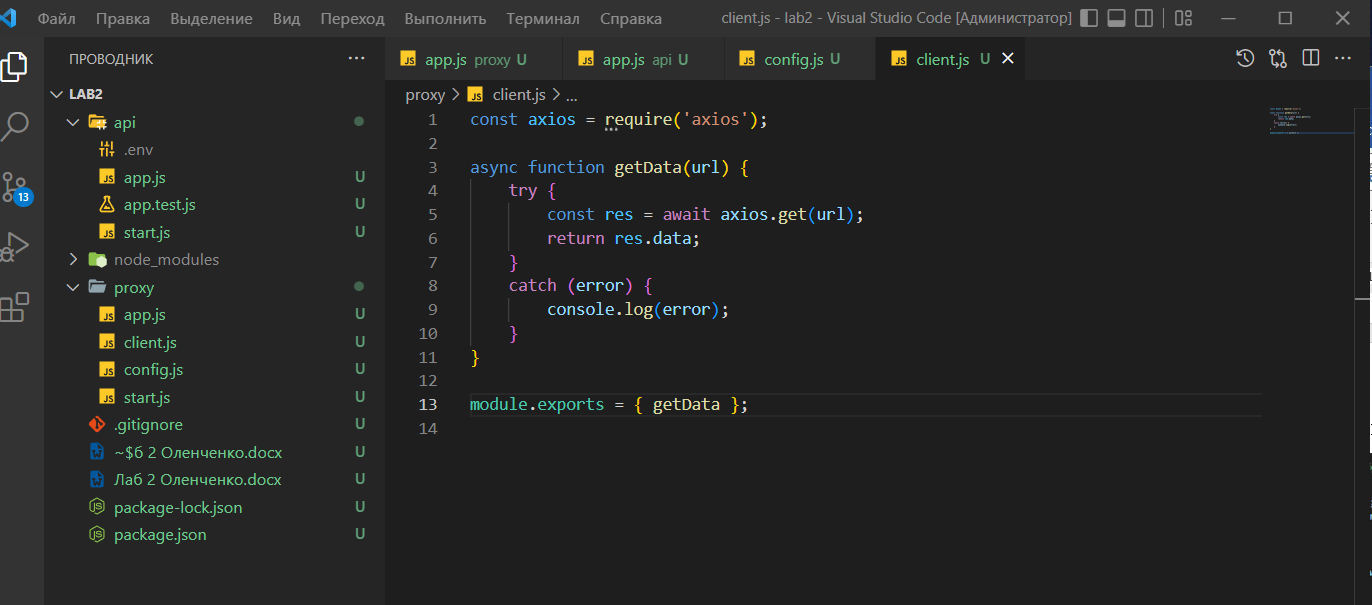 Файл Правка Выделение Вид Переход Выполнить Терминал Справка client.js - lab2 - Visual Studio Code [Администратор]
ПРОВОДНИК ···
LAB2
api
.env
app.js U
app.test.js U
start.js U
node_modules
proxy
app.js U
client.js U
config.js U
start.js U
.gitignore U
~$б 2 Оленченко.docx U
Лаб 2 Оленченко.docx U
package-lock.json U
package.json U
13
JS app.js proxy U JS app.js api U JS config.js U JS client.js U
proxy > JS client.js > ...
1 const axios = require('axios');
2
3 async function getData(url) {
4 try {
5 const res = await axios.get(url);
6 return res.data;
7 }
8 catch (error) {
9 console.log(error);
10 }
11 }
12
13 module.exports = { getData };
14